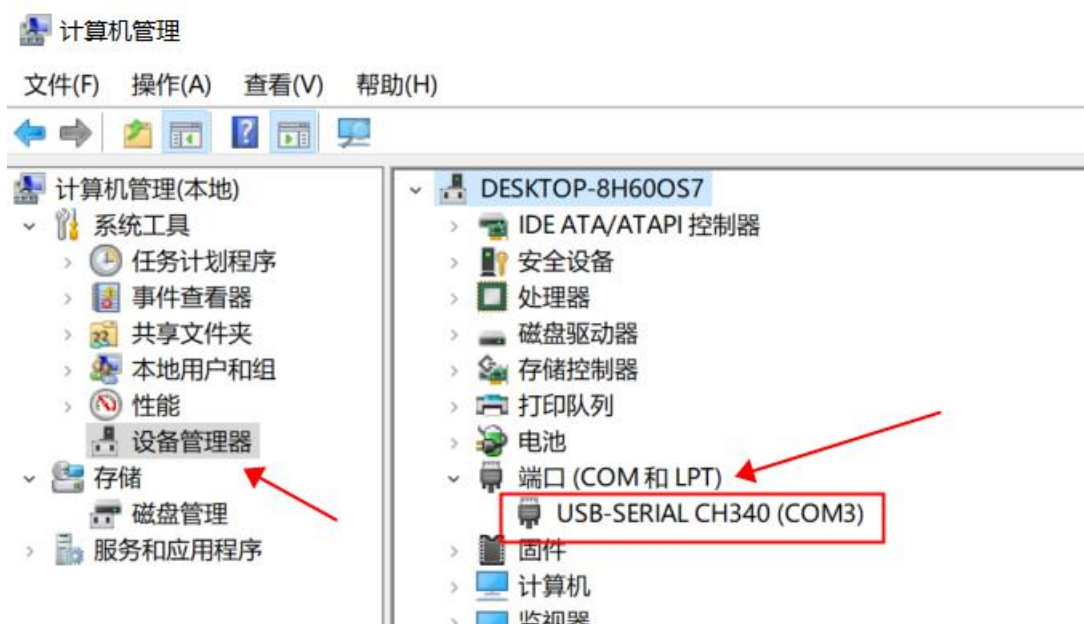 计算机管理
文件(F) 操作(A) 查看(V) 帮助(H)
计算机管理(本地)
系统工具
任务计划程序
事件查看器
共享文件夹
本地用户和组
性能
设备管理器
存储
磁盘管理
服务和应用程序
DESKTOP-8H60OS7
IDE ATA/ATAPI 控制器
安全设备
处理器
磁盘驱动器
存储控制器
打印队列
电池
端口 (COM 和 LPT)
USB-SERIAL CH340 (COM3)
固件
计算机
监视器